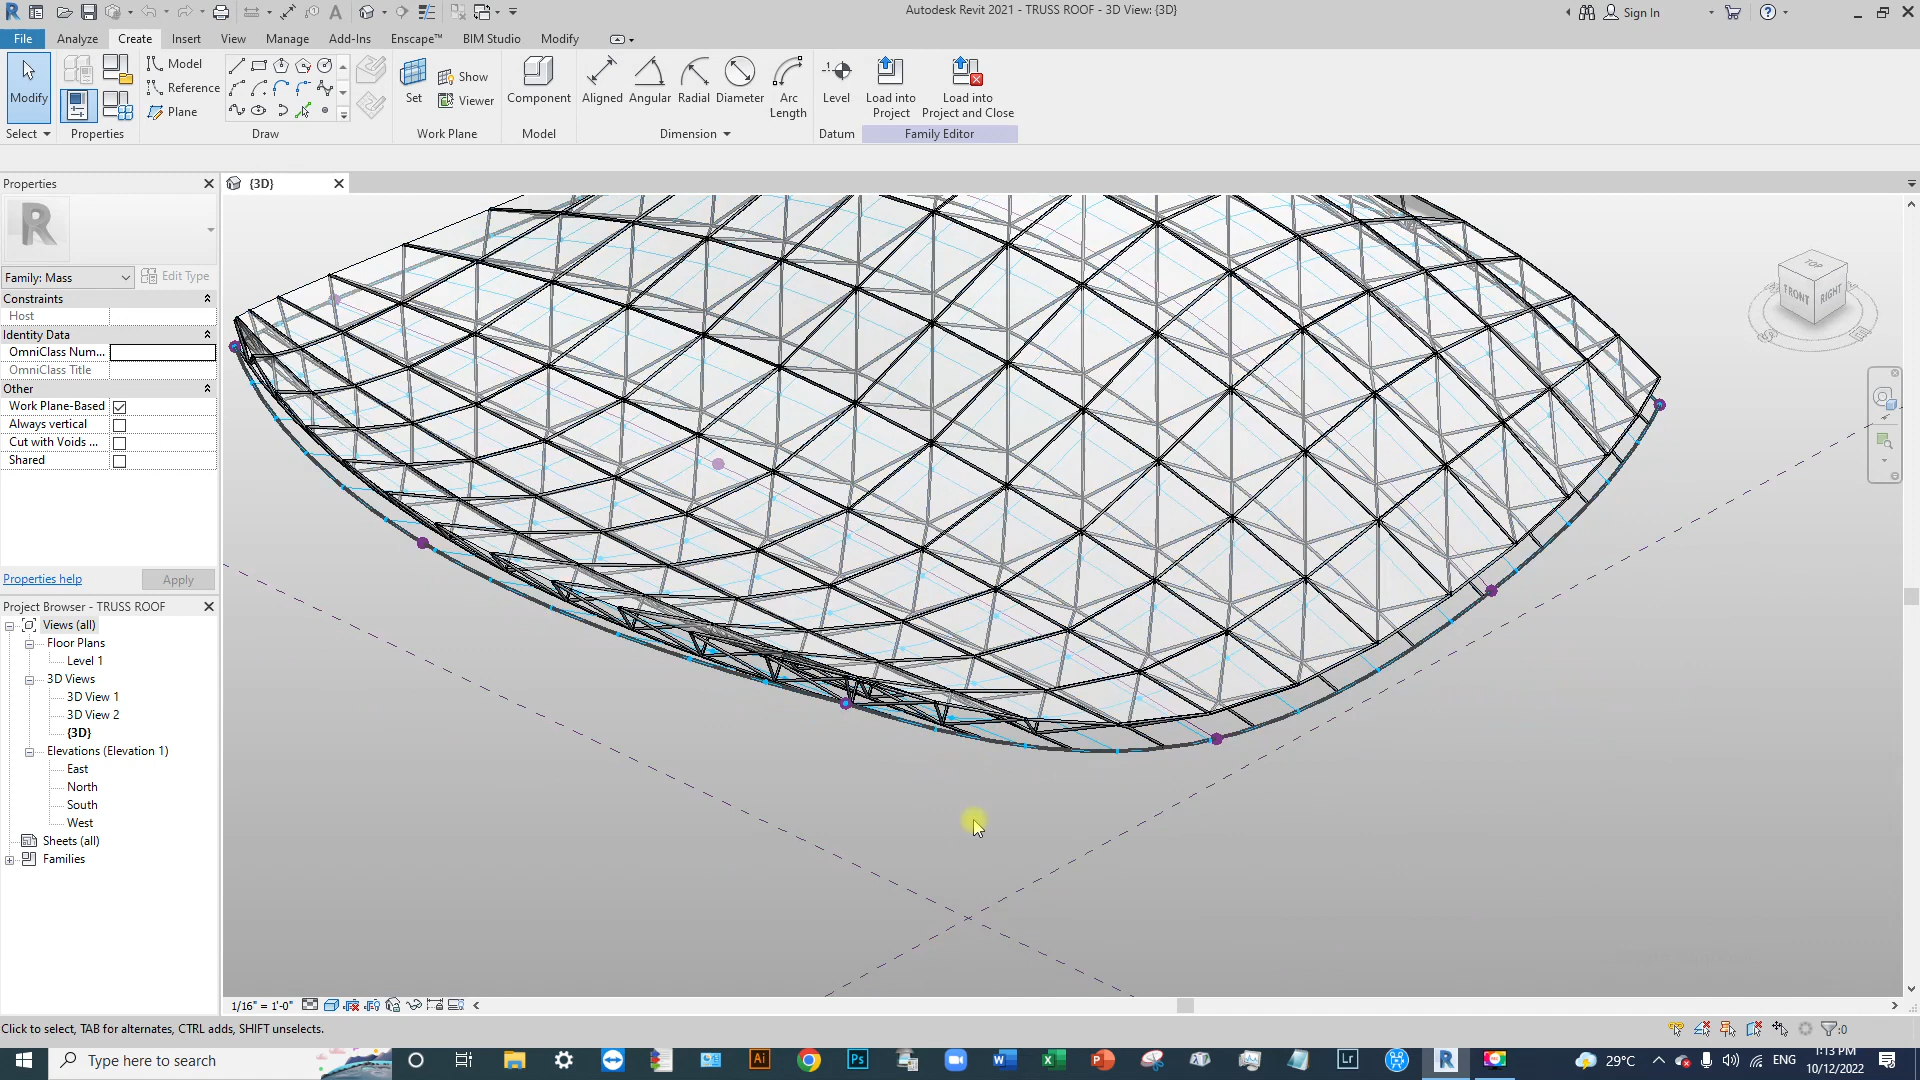 Autodesk Revit 2021 - TRUSS ROOF - 3D View: {3D}
Sign In
File
Analyze
Create
Insert
View
Manage
Add-Ins
Enscape™
BIM Studio
Modify
Modify
Model
Reference
Plane
Set
Show
Viewer
Component
Aligned
Angular
Radial
Diameter
Arc
Length
Level
Load into
Project
Load into
Project and Close
Select
Properties
Draw
Work Plane
Model
Dimension
Datum
Family Editor
Properties
{3D}
R
Family: Mass
Edit Type
Constraints
Host
Identity Data
OmniClass Num...
OmniClass Title
Other
Work Plane-Based
Always vertical
Cut with Voids ...
Shared
Properties help
Apply
Project Browser - TRUSS ROOF
Views (all)
Floor Plans
Level 1
3D Views
3D View 1
3D View 2
{3D}
Elevations (Elevation 1)
East
North
South
West
Sheets (all)
Families
TOP
FRONT
RIGHT
1/16" = 1'-0"
Click to select, TAB for alternates, CTRL adds, SHIFT unselects.
:0
Type here to search
Ai
Ps
Lr
R
29°C
ENG
1:13 PM
10/12/2022